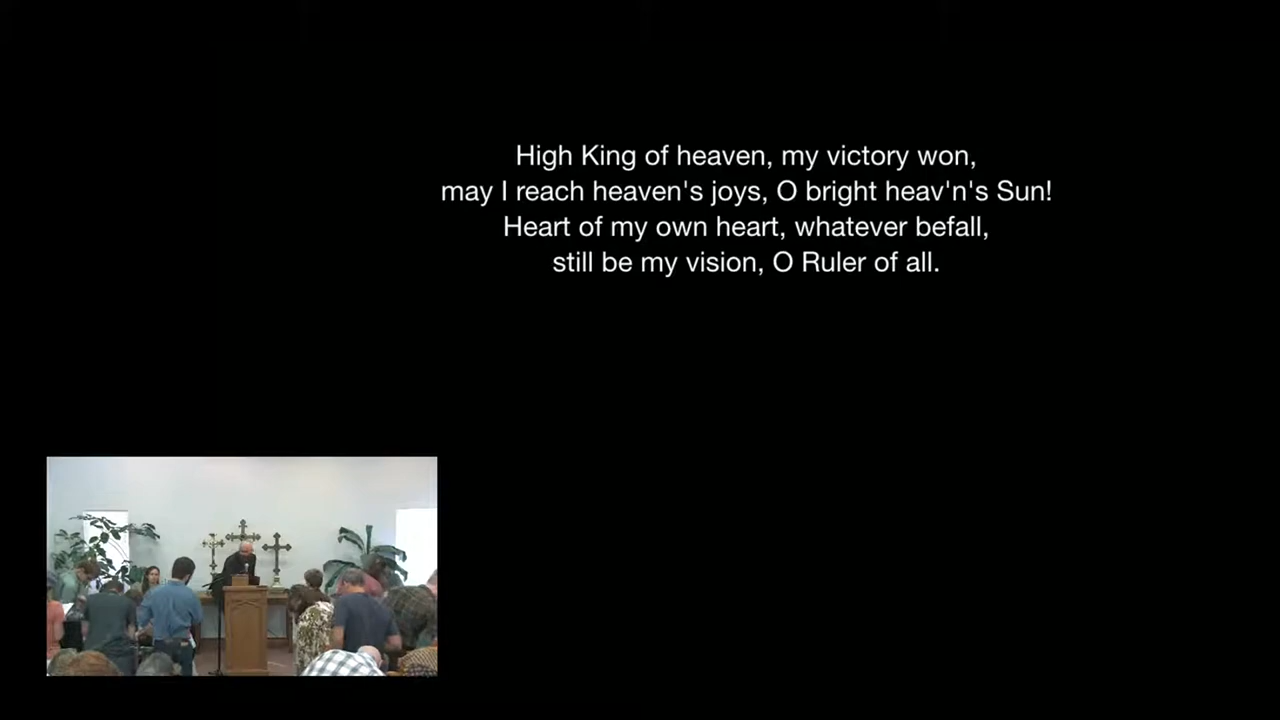 High King of heaven, my victory won,
may I reach heaven's joys, O bright heav'n's Sun!
Heart of my own heart, whatever befall,
still be my vision, O Ruler of all.